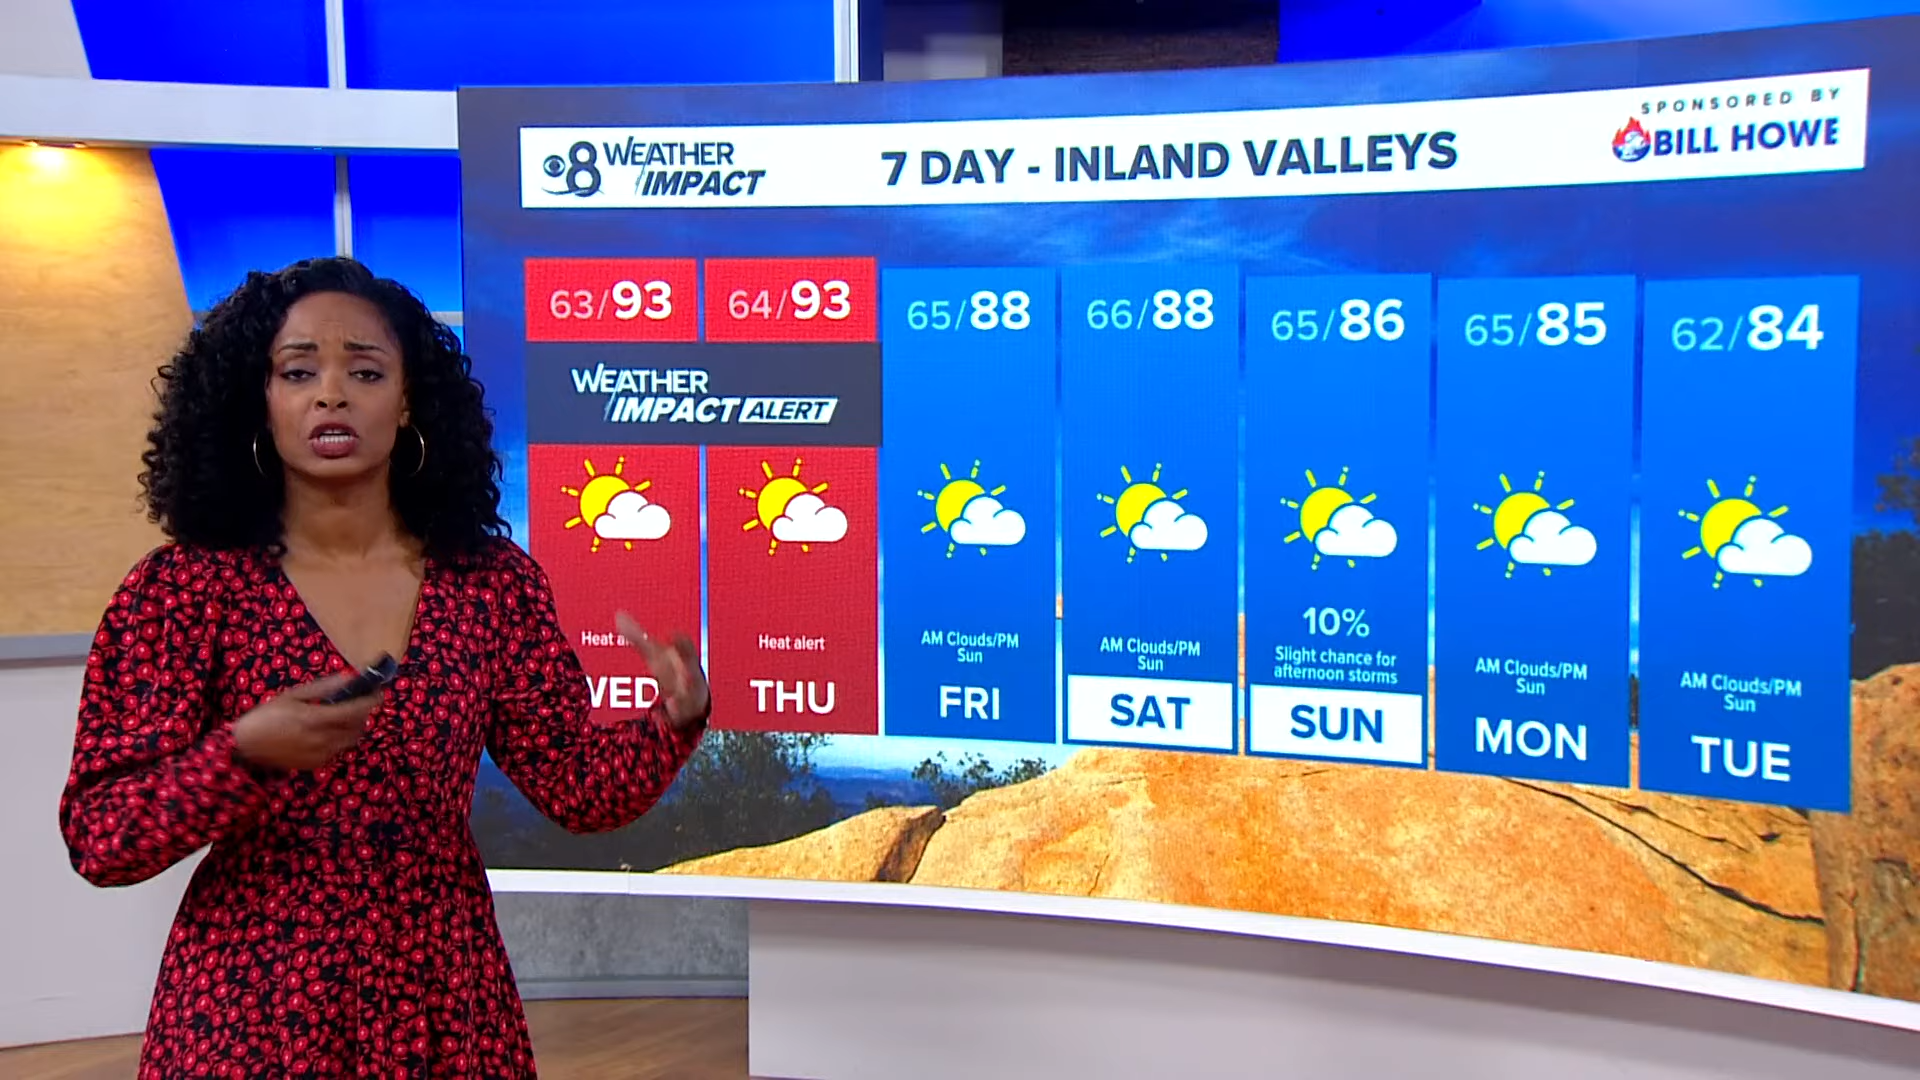 SPONSORED BY
8 WEATHER IMPACT
7 DAY - INLAND VALLEYS
BILL HOWE
63/93
64/93
65/88
66/88
65/86
65/85
62/84
WEATHER
IMPACT ALERT
10%
Heat
Heat alert
AM Clouds/PM
Sun
AM Clouds/PM
Sun
Slight chance for
afternoon storms
AM Clouds/PM
Sun
AM Clouds/PM
Sun
WED
THU
FRI
SAT
SUN
MON
TUE